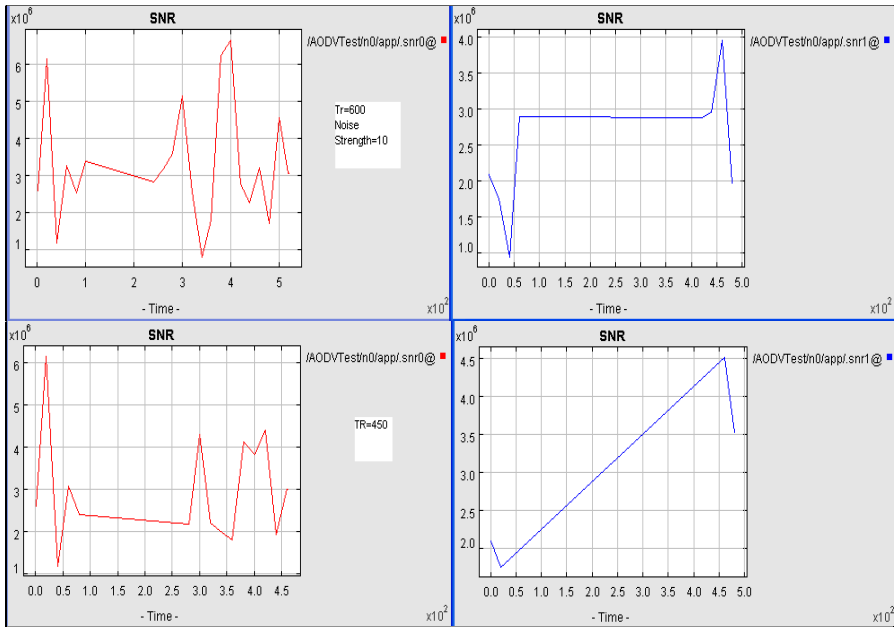 x10^6
SNR
/AODVTest/n0/app/.snr0@
6
5
4
3
2
1
Tr=600
Noise
Strength=10
0 1 2 3 4 5
- Time -
x10^2
x10^6
SNR
/AODVTest/n0/app/.snr1@
4.0
3.5
3.0
2.5
2.0
1.5
1.0
0.0 0.5 1.0 1.5 2.0 2.5 3.0 3.5 4.0 4.5 5.0
- Time -
x10^2
x10^6
SNR
/AODVTest/n0/app/.snr0@
6
5
4
3
2
1
TR=450
0.0 0.5 1.0 1.5 2.0 2.5 3.0 3.5 4.0 4.5
- Time -
x10^2
x10^6
SNR
/AODVTest/n0/app/.snr1@
4.5
4.0
3.5
3.0
2.5
2.0
0.0 0.5 1.0 1.5 2.0 2.5 3.0 3.5 4.0 4.5 5.0
- Time -
x10^2